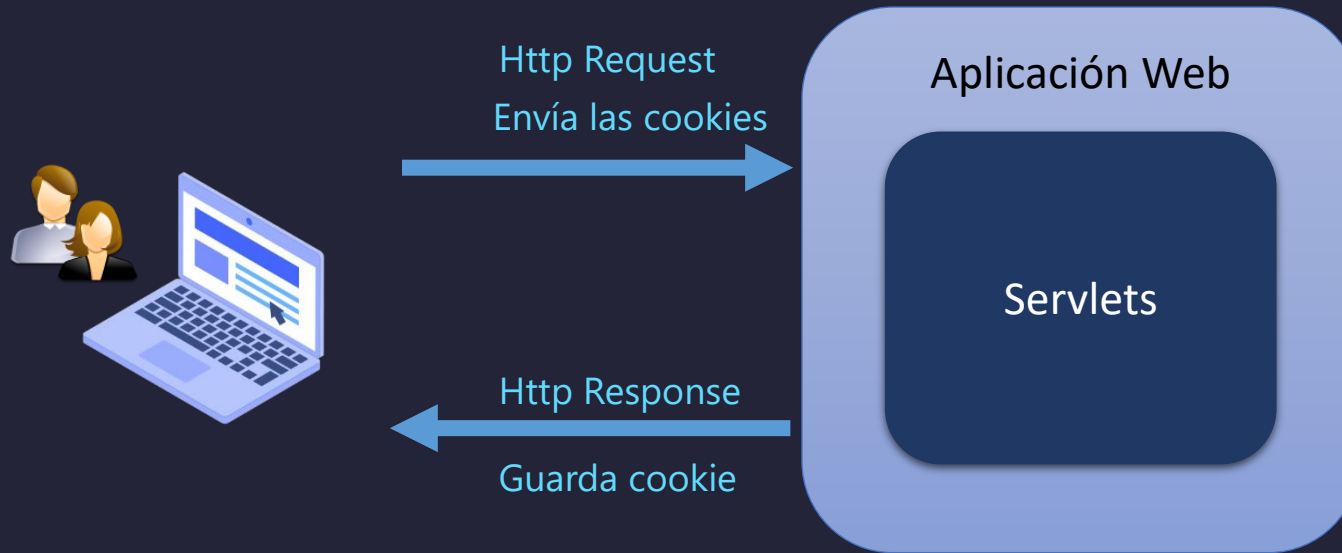 Http Request
Envía las cookies
Aplicación Web
Servlets
Http Response
Guarda cookie